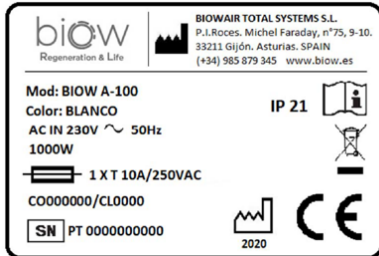 biow
Regeneration & Life
BIOWAIR TOTAL SYSTEMS S.L.
P.I.Roces. Michel Faraday, nº75, 9-10.
33211 Gijón. Asturias. SPAIN
(+34) 985 879 345 www.biow.es
Mod: BIOW A-100
Color: BLANCO
AC IN 230V ～ 50Hz
1000W
IP 21
1 X T 10A/250VAC
CO000000/CL0000
SN PT 0000000000
2020
CE